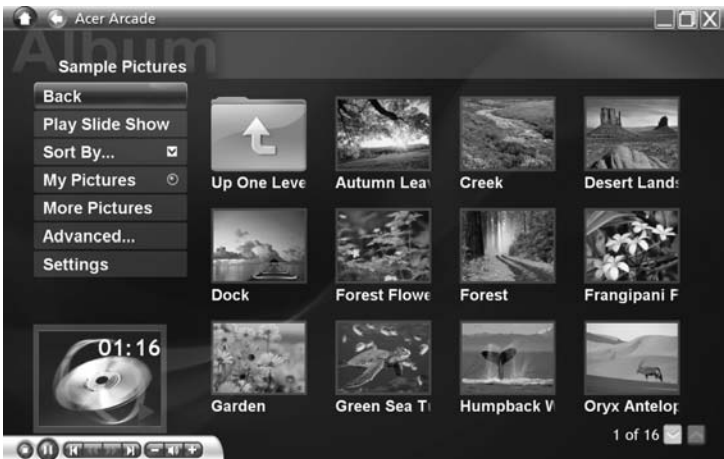 Acer Arcade
Album
Sample Pictures
Back
Play Slide Show
Sort By...
My Pictures
More Pictures
Advanced...
Settings
Up One Leve
Autumn Lea
Creek
Desert Lands
Dock
Forest Flowe
Forest
Frangipani F
Garden
Green Sea T
Humpback W
Oryx Antelop
01:16
1 of 16